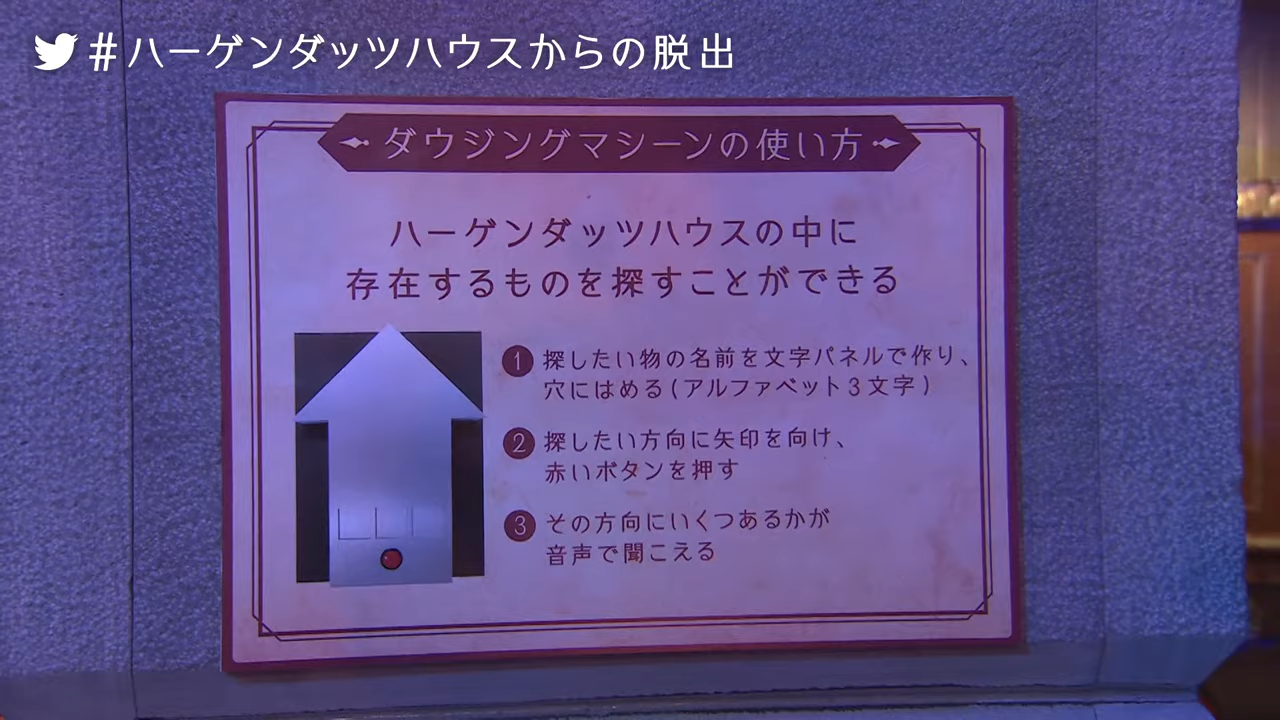 #ハーゲンダッツハウスからの脱出
ダウジングマシーンの使い方
ハーゲンダッツハウスの中に
存在するものを探すことができる
1 探したい物の名前を文字パネルで作り、
穴にはめる(アルファベット3文字)
2 探したい方向に矢印を向け、
赤いボタンを押す
3 その方向にいくつあるかが
音声で聞こえる